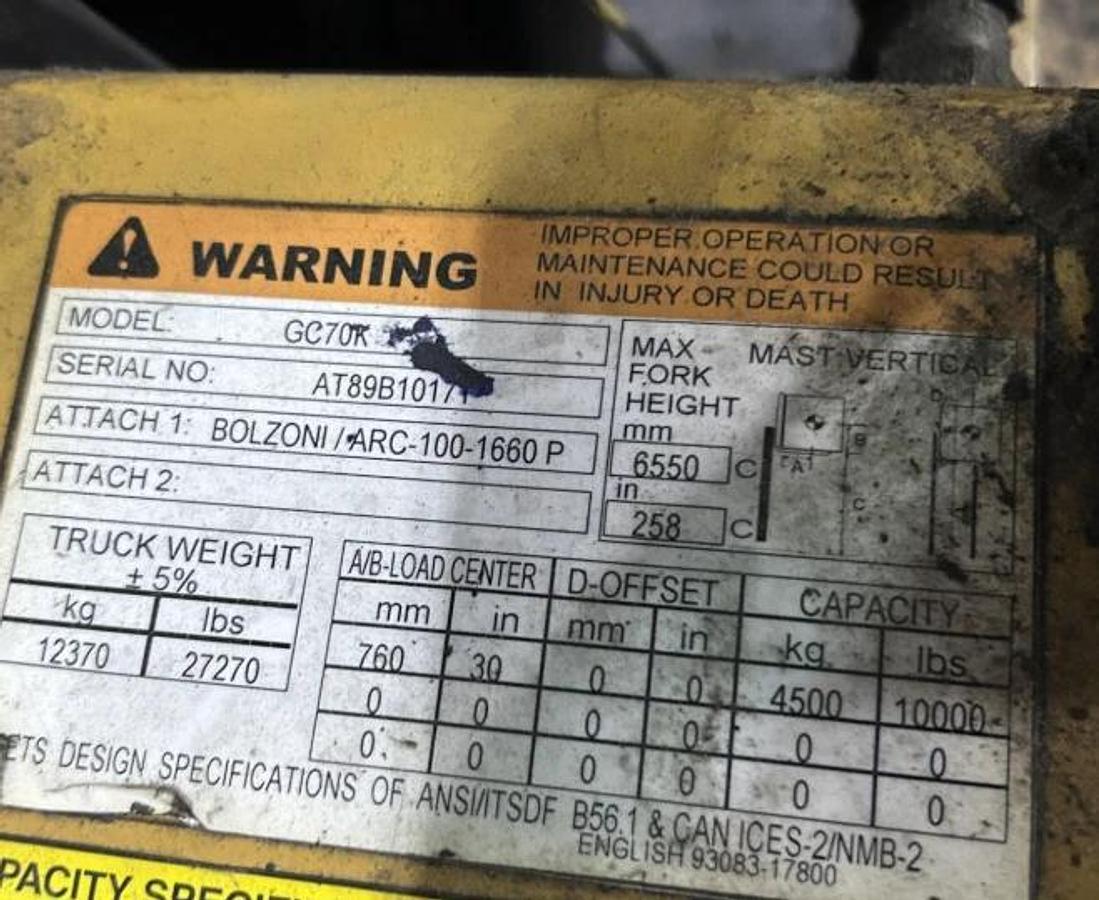 WARNING
IMPROPER OPERATION OR
MAINTENANCE COULD RESULT
IN INJURY OR DEATH
MODEL: GC70K
SERIAL NO:
ATTACH 1: BOLZONI / ARC-100-1660 P
ATTACH 2:
MAX
FORK
HEIGHT
mm
6550 C
in
258 C
MAST VERTICAL
A
B
C
D
TRUCK WEIGHT
± 5%
kg lbs
12370 27270
A/B-LOAD CENTER D-OFFSET CAPACITY
mm in mm in kg lbs
760 30 0 0 4500 10000
0 0 0 0 0 0
0 0 0 0 0 0
ETS DESIGN SPECIFICATIONS OF ANSI/ITSDF B56.1 & CAN ICES-2/NMB-2
ENGLISH 93083-17800
PACITY